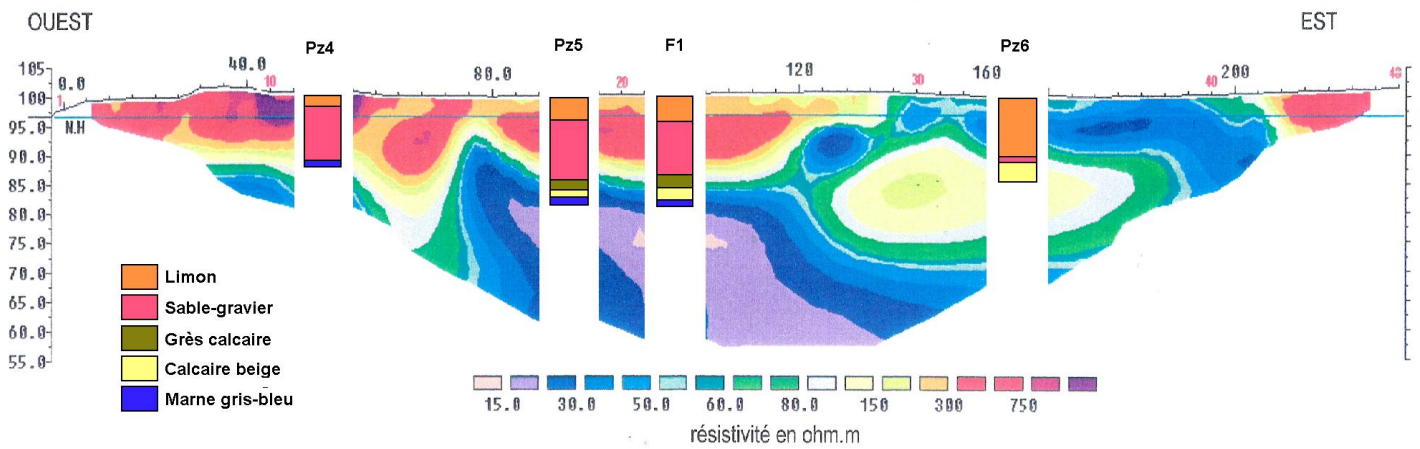 OUEST
EST
Pz4
Pz5
F1
Pz6
105
0.0
40.0
80.0
120
160
200
1
10
20
30
40
40
100
N.H
95.0
90.0
85.0
80.0
75.0
70.0
65.0
60.0
55.0
Limon
Sable-gravier
Grès calcaire
Calcaire beige
Marne gris-bleu
15.0 30.0 50.0 60.0 80.0 150 300 750
résistivité en ohm.m